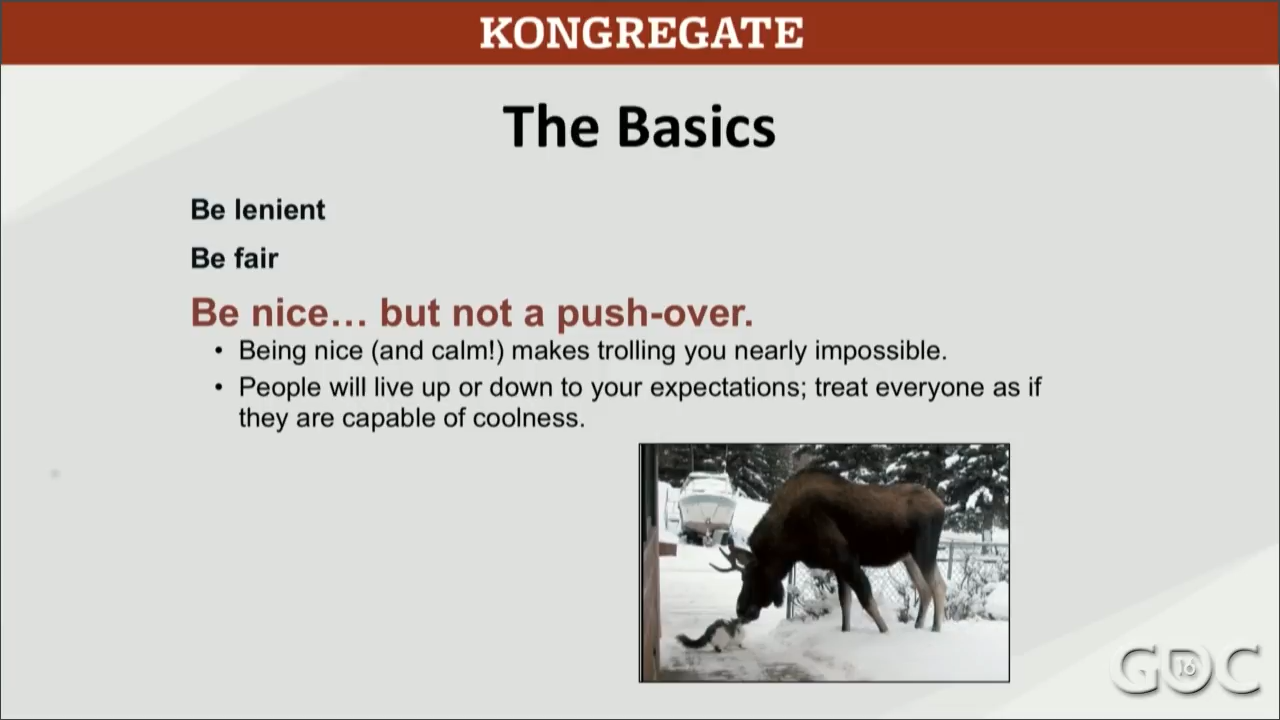 KONGREGATE
The Basics
Be lenient
Be fair
Be nice… but not a push-over.
• Being nice (and calm!) makes trolling you nearly impossible.
• People will live up or down to your expectations; treat everyone as if
they are capable of coolness.
GDC
16